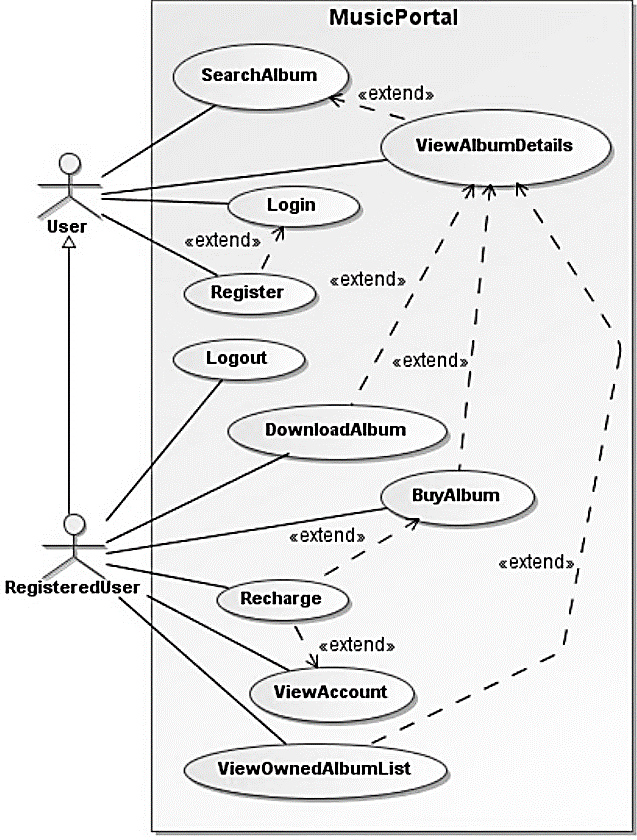 MusicPortal
SearchAlbum
«extend»
ViewAlbumDetails
Login
User
«extend»
«extend»
Register
Logout
«extend»
DownloadAlbum
BuyAlbum
«extend»
«extend»
RegisteredUser
Recharge
«extend»
ViewAccount
ViewOwnedAlbumList